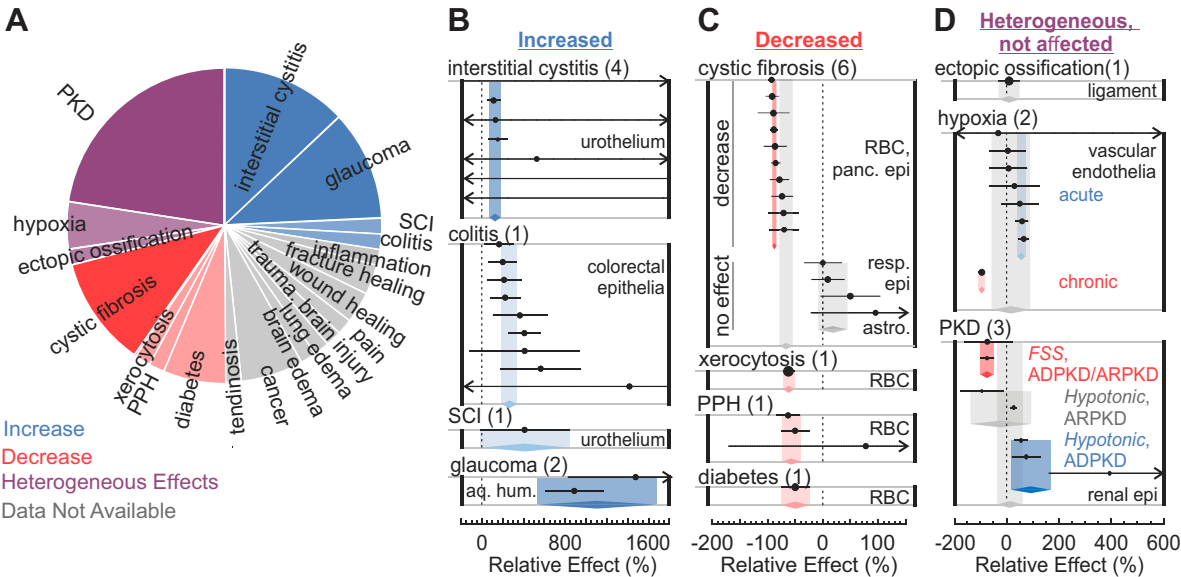 A
PKD
interstitial cystitis
glaucoma
SCI
colitis
inflammation
fracture healing
wound healing
pain
brain injury
trauma
lung edema
brain edema
cancer
tendinosis
diabetes
PPH
xerocytosis
cystic fibrosis
ectopic ossification
hypoxia
Increase
Decrease
Heterogeneous Effects
Data Not Available
B
Increased
interstitial cystitis (4)
urothelium
colitis (1)
colorectal
epithelia
SCI (1)
urothelium
glaucoma (2)
aq. hum.
0 800 1600
Relative Effect (%)
C
Decreased
cystic fibrosis (6)
decrease
RBC,
panc. epi
no effect
resp.
epi
astro.
xerocytosis (1)
RBC
PPH (1)
RBC
diabetes (1)
RBC
-200 -100 0 100
Relative Effect (%)
D
Heterogeneous,
not affected
ectopic ossification(1)
ligament
hypoxia (2)
vascular
endothelia
acute
chronic
PKD (3)
FSS,
ADPKD/ARPKD
Hypotonic,
ARPKD
Hypotonic,
ADPKD
renal epi
-200 0 200 600
Relative Effect (%)